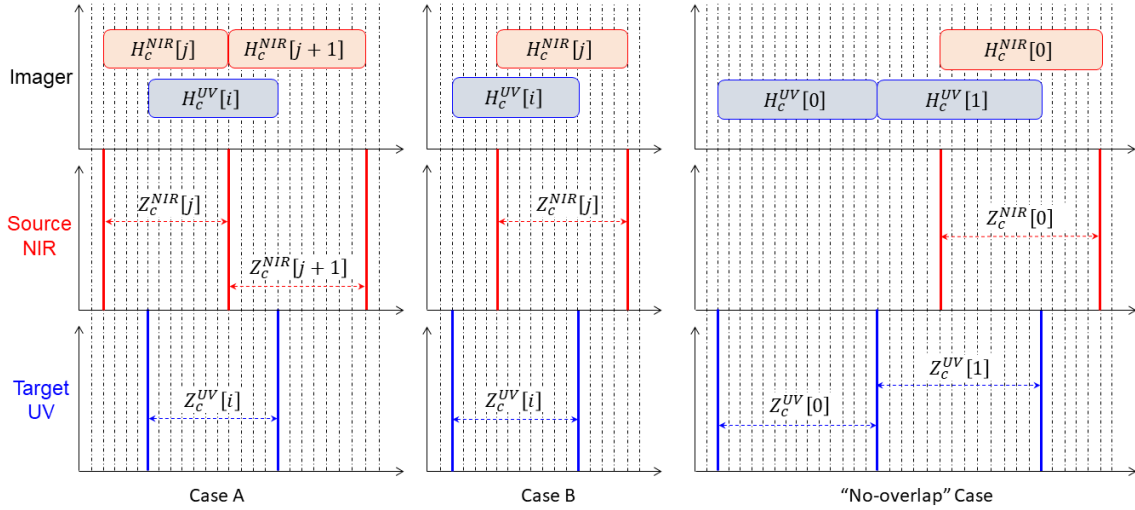 Imager
H_c^{NIR}[j]
H_c^{NIR}[j + 1]
H_c^{UV}[i]
H_c^{NIR}[j]
H_c^{UV}[i]
H_c^{NIR}[0]
H_c^{UV}[0]
H_c^{UV}[1]
Source
NIR
Z_c^{NIR}[j]
Z_c^{NIR}[j + 1]
Z_c^{NIR}[j]
Z_c^{NIR}[0]
Target
UV
Z_c^{UV}[i]
Z_c^{UV}[i]
Z_c^{UV}[1]
Z_c^{UV}[0]
Case A
Case B
“No-overlap” Case